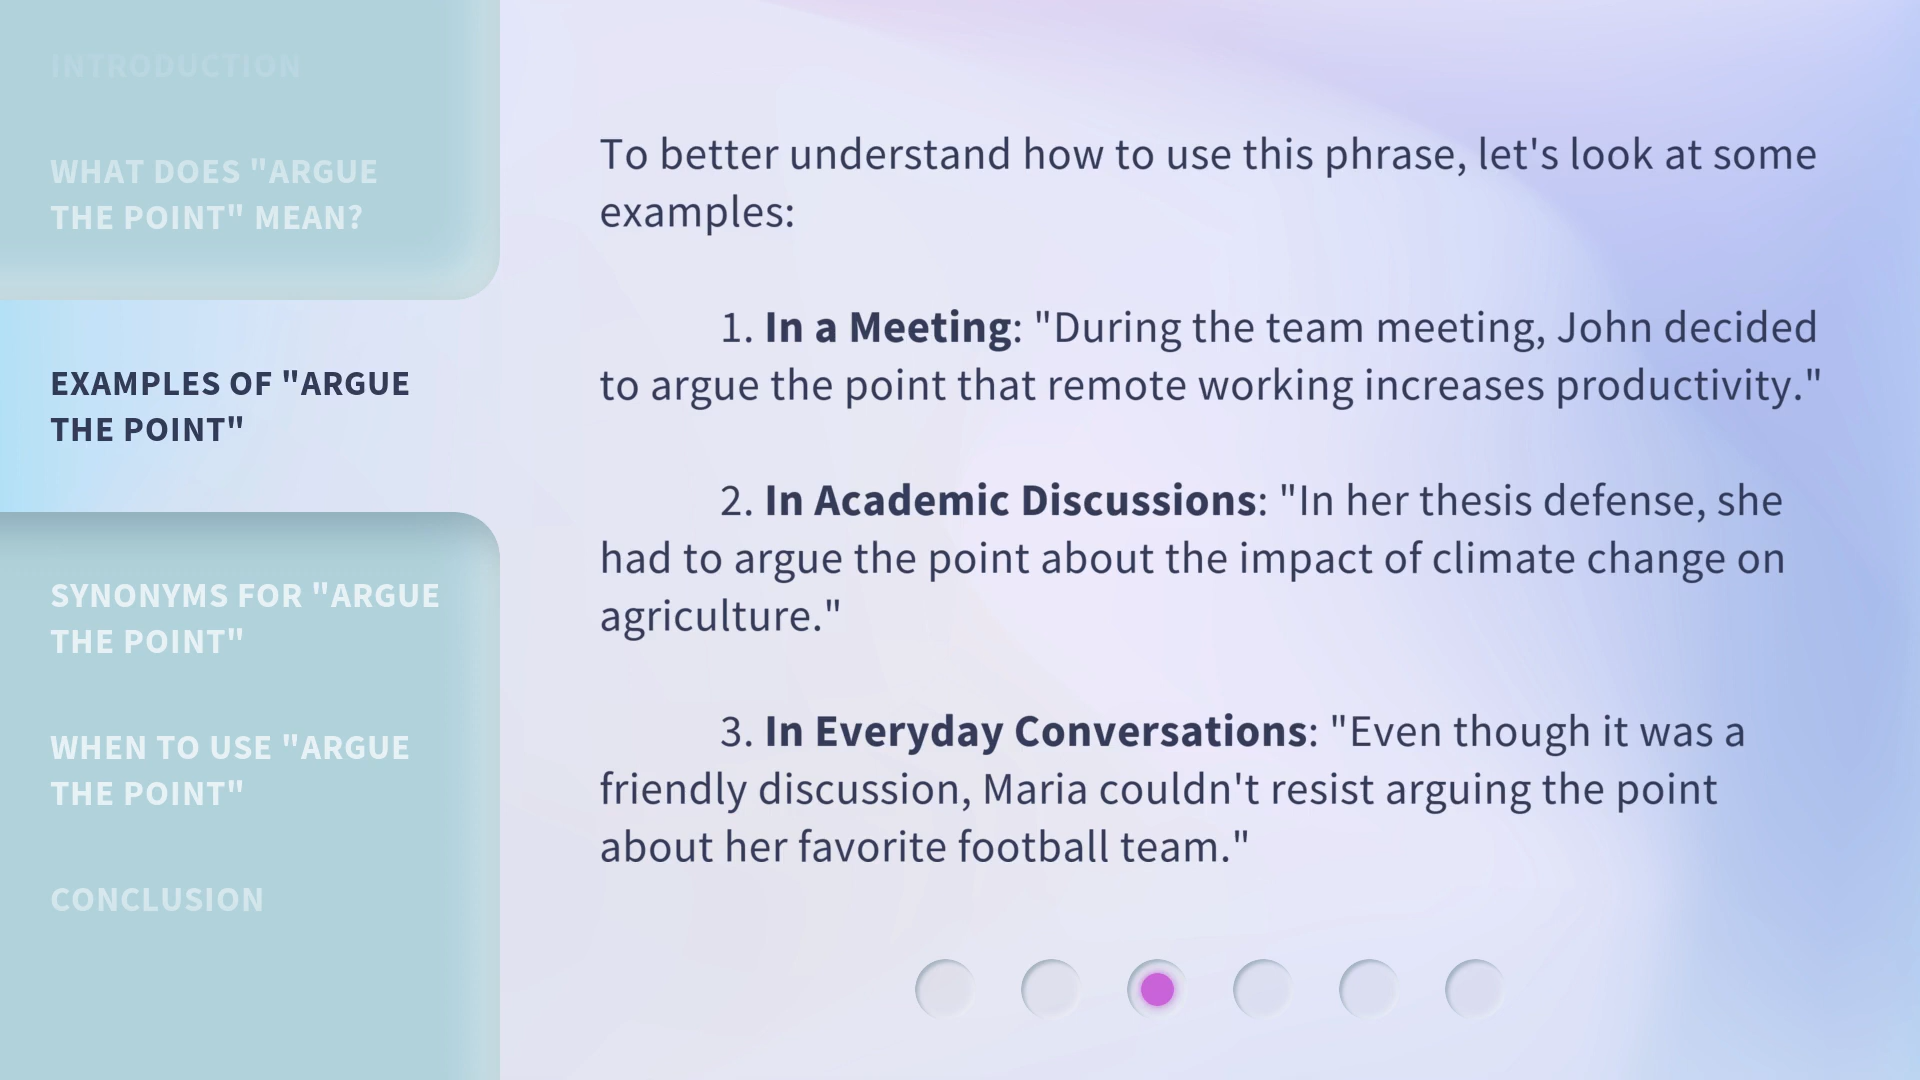 INTRODUCTION
WHAT DOES "ARGUE
THE POINT" MEAN?
EXAMPLES OF "ARGUE
THE POINT"
SYNONYMS FOR "ARGUE
THE POINT"
WHEN TO USE "ARGUE
THE POINT"
CONCLUSION
To better understand how to use this phrase, let's look at some
examples:
1. In a Meeting: "During the team meeting, John decided
to argue the point that remote working increases productivity."
2. In Academic Discussions: "In her thesis defense, she
had to argue the point about the impact of climate change on
agriculture."
3. In Everyday Conversations: "Even though it was a
friendly discussion, Maria couldn't resist arguing the point
about her favorite football team."